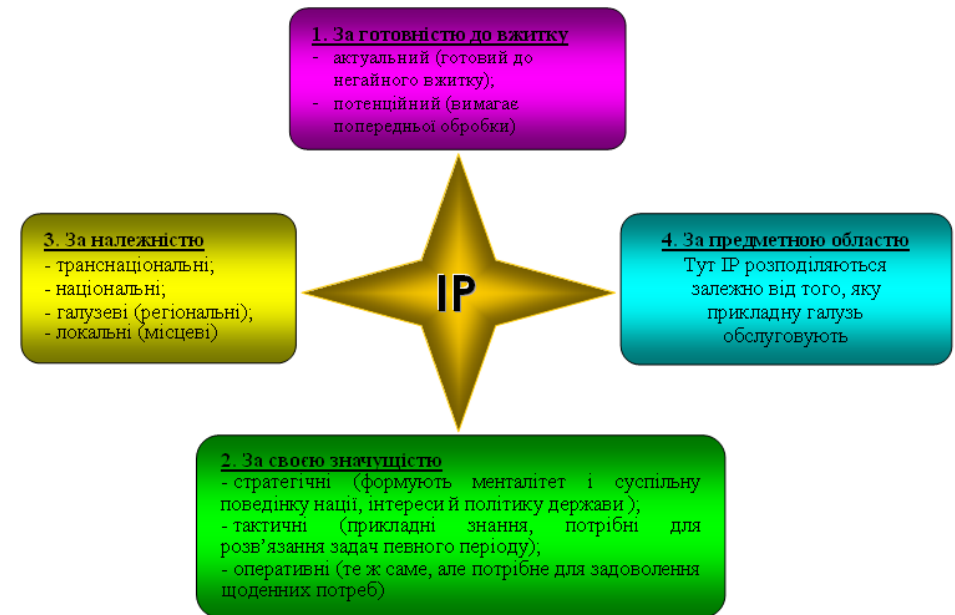 1. За готовністю до вжитку
- актуальний (готовий до
негайного вжитку);
- потенційний (вимагає
попередньої обробки)
3. За належністю
- транснаціональні;
- національні;
- галузеві (регіональні);
- локальні (місцеві)
ІР
4. За предметною областю
Тут ІР розподіляються
залежно від того, яку
прикладну галузь
обслуговують
2. За своєю значущістю
- стратегічні (формують менталітет і суспільну
поведінку нації, інтереси й політику держави );
- тактичні (прикладні знання, потрібні для
розв’язання задач певного періоду);
- оперативні (те ж саме, але потрібне для задоволення
щоденних потреб)